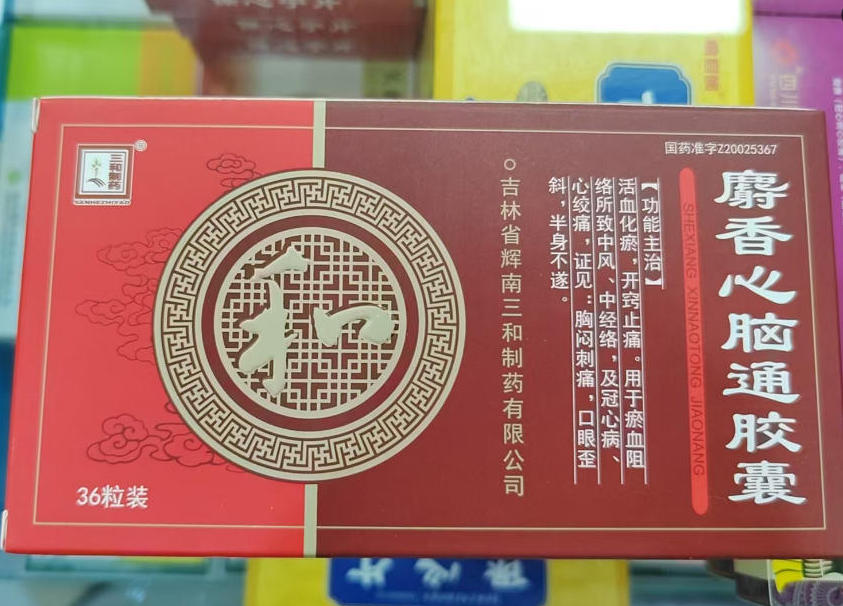 三和制药
SANHEZHIYAO
国药准字Z20025367
麝香心脑通胶囊
SHEXIANG XINNAOTONG JIAONANG
【功能主治】
活血化瘀，开窍止痛。用于瘀血阻
络所致中风、中经络，及冠心病、
心绞痛，证见：胸闷刺痛，口眼歪
斜，半身不遂。
吉林省辉南三和制药有限公司
和
36粒装
四川